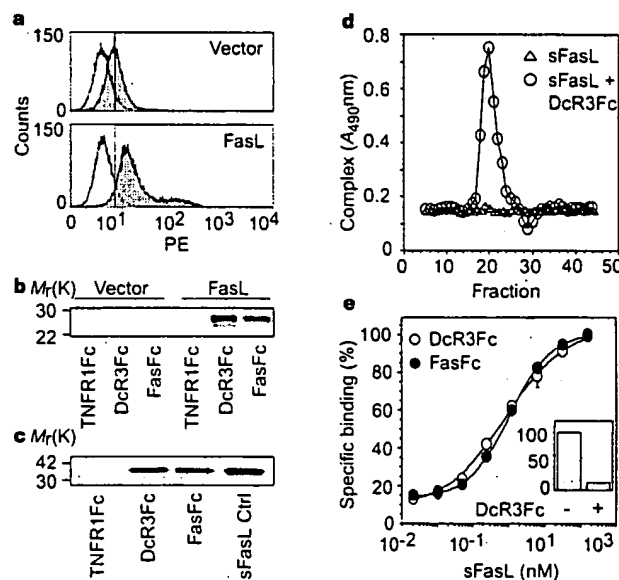 a
150
Vector
0
150
FasL
0
Counts
0 10¹ 10² 10³ 10⁴
PE
b Mr(K) Vector FasL
30
22
TNFR1Fc DcR3Fc FasFc TNFR1Fc DcR3Fc FasFc
c Mr(K)
42
30
TNFR1Fc DcR3Fc FasFc sFasL Ctrl
d
0.8
0.6
0.4
0.2
0
Complex (A490nm)
sFasL
sFasL +
DcR3Fc
0 10 20 30 40 50
Fraction
e
100
80
60
40
20
0
Specific binding (%)
DcR3Fc
FasFc
100
50
0
DcR3Fc - +
10⁻² 10⁻¹ 10¹ 10³
sFasL (nM)